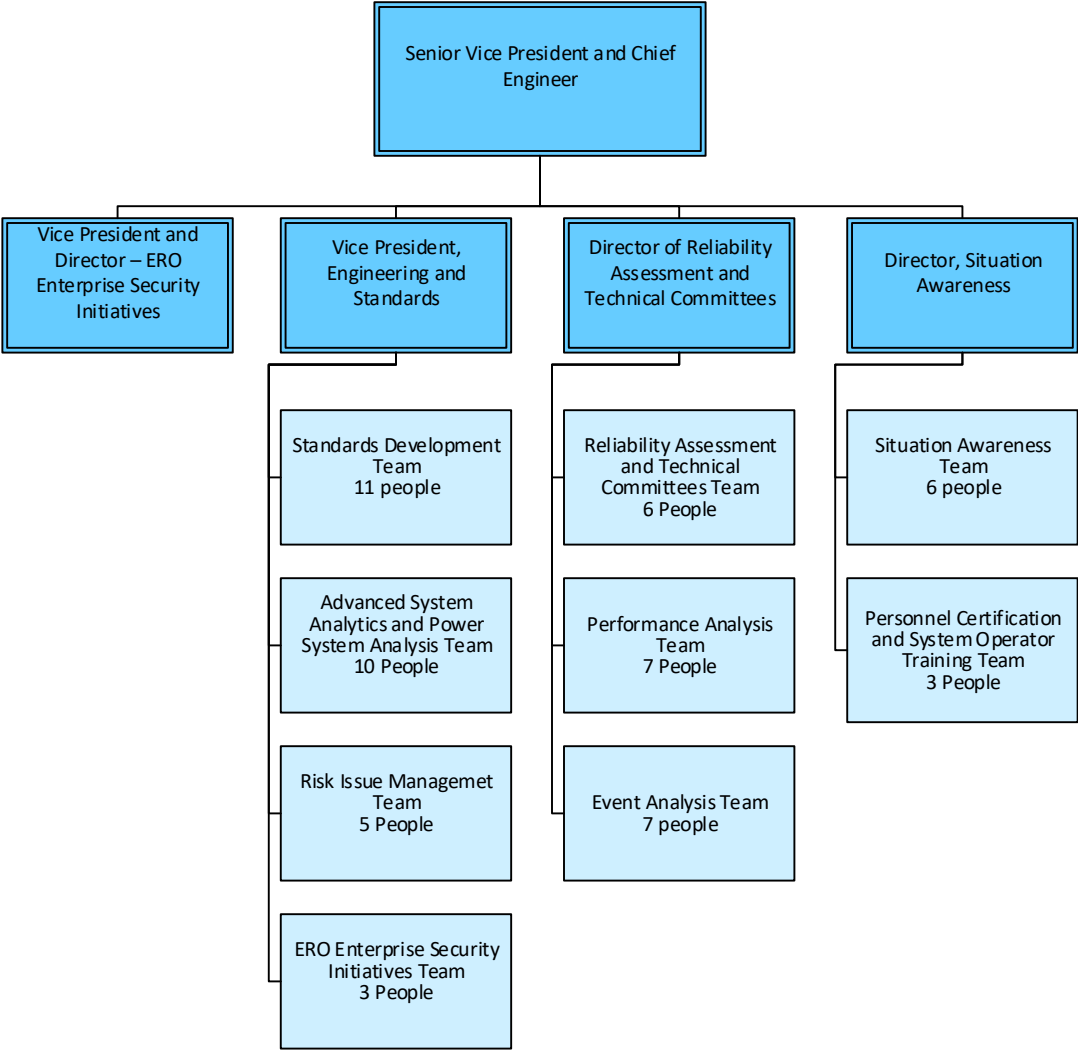 Senior Vice President and Chief
Engineer
Vice President and
Director – ERO
Enterprise Security
Initiatives
Vice President,
Engineering and
Standards
Director of Reliability
Assessment and
Technical Committees
Director, Situation
Awareness
Standards Development
Team
11 people
Reliability Assessment
and Technical
Committees Team
6 People
Situation Awareness
Team
6 people
Advanced System
Analytics and Power
System Analysis Team
10 People
Performance Analysis
Team
7 People
Personnel Certification
and System Operator
Training Team
3 People
Risk Issue Managemet
Team
5 People
Event Analysis Team
7 people
ERO Enterprise Security
Initiatives Team
3 People